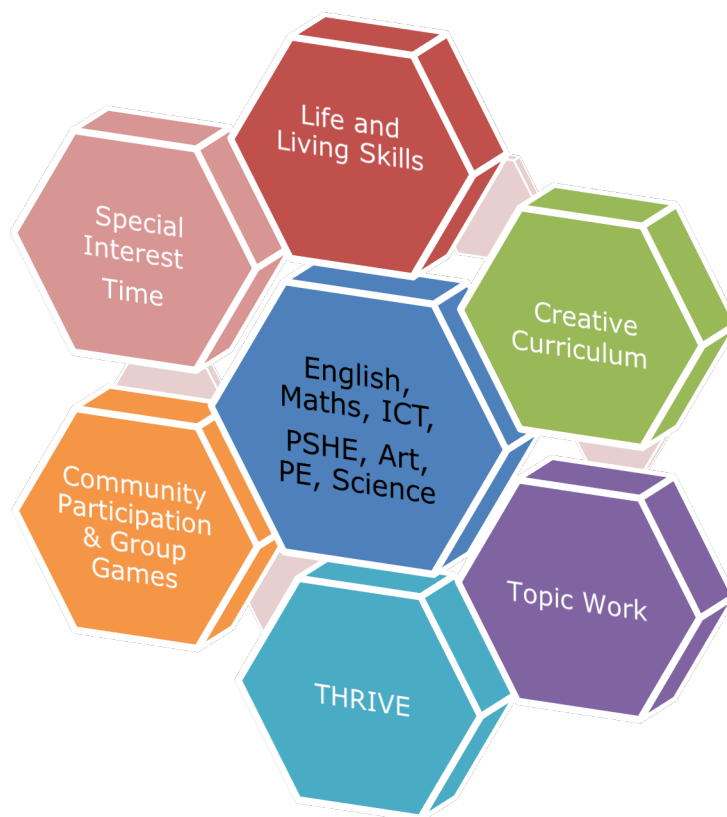 Life and
Living Skills
Special
Interest
Time
Creative
Curriculum
English,
Maths, ICT,
PSHE, Art,
PE, Science
Community
Participation
& Group
Games
Topic Work
THRIVE